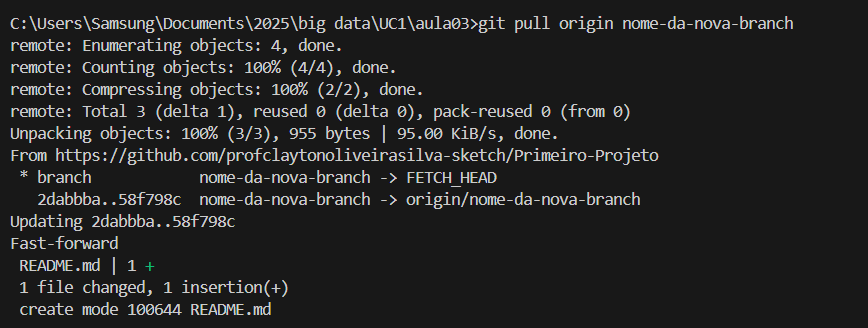 C:\Users\Samsung\Documents\2025\big data\UC1\aula03>git pull origin nome-da-nova-branch
remote: Enumerating objects: 4, done.
remote: Counting objects: 100% (4/4), done.
remote: Compressing objects: 100% (2/2), done.
remote: Total 3 (delta 1), reused 0 (delta 0), pack-reused 0 (from 0)
Unpacking objects: 100% (3/3), 955 bytes | 95.00 KiB/s, done.
From https://github.com/profclaytonoliveirasilva-sketch/Primeiro-Projeto
 * branch            nome-da-nova-branch -> FETCH_HEAD
   2dabbba..58f798c  nome-da-nova-branch -> origin/nome-da-nova-branch
Updating 2dabbba..58f798c
Fast-forward
 README.md | 1 +
 1 file changed, 1 insertion(+)
 create mode 100644 README.md